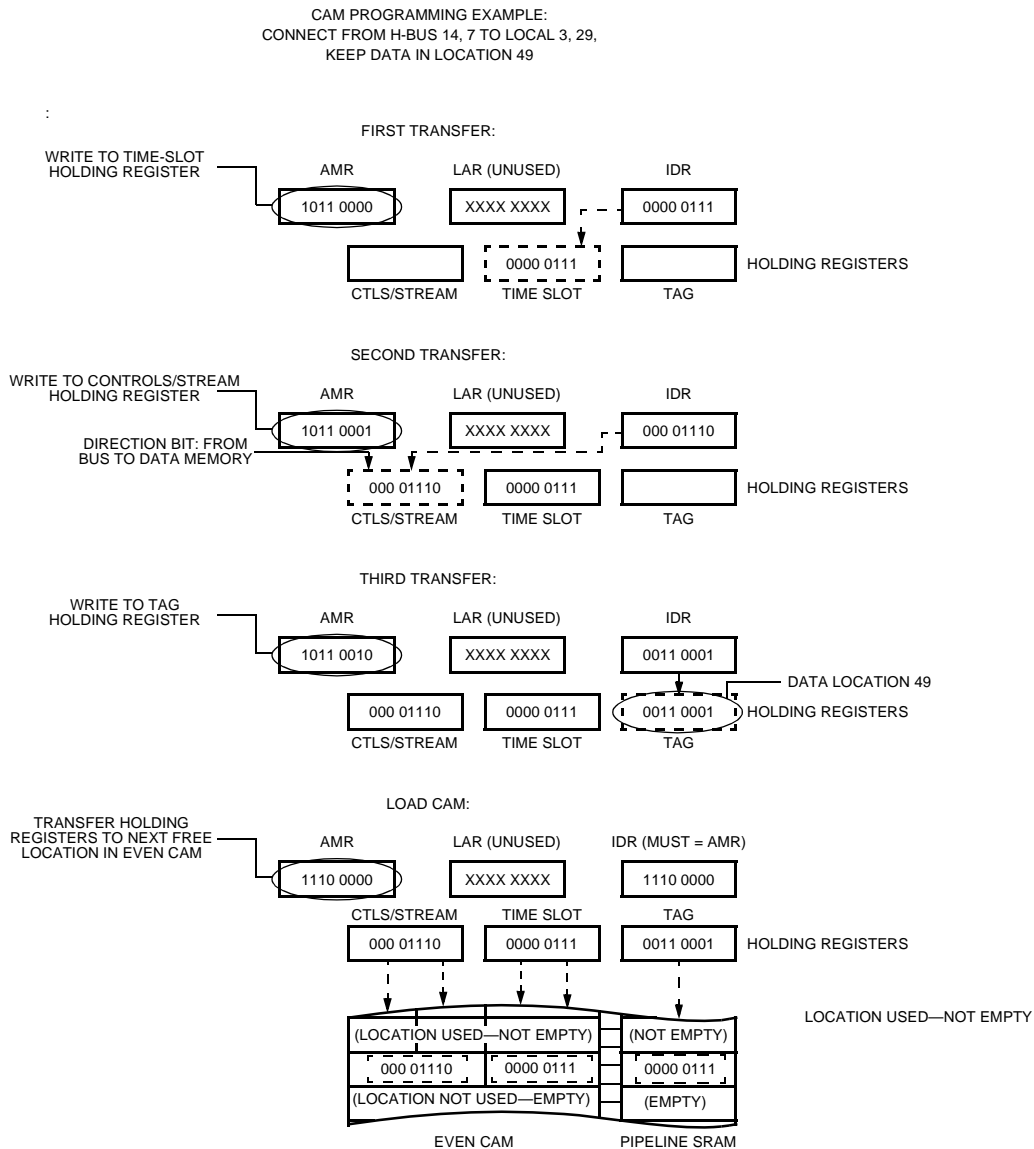 CAM PROGRAMMING EXAMPLE:
CONNECT FROM H-BUS 14, 7 TO LOCAL 3, 29,
KEEP DATA IN LOCATION 49
:
FIRST TRANSFER:
WRITE TO TIME-SLOT
HOLDING REGISTER
AMR LAR (UNUSED) IDR
1011 0000 XXXX XXXX 0000 0111
0000 0111 HOLDING REGISTERS
CTLS/STREAM TIME SLOT TAG
SECOND TRANSFER:
WRITE TO CONTROLS/STREAM
HOLDING REGISTER
AMR LAR (UNUSED) IDR
1011 0001 XXXX XXXX 000 01110
DIRECTION BIT: FROM
BUS TO DATA MEMORY
000 01110 0000 0111 HOLDING REGISTERS
CTLS/STREAM TIME SLOT TAG
THIRD TRANSFER:
WRITE TO TAG
HOLDING REGISTER
AMR LAR (UNUSED) IDR
1011 0010 XXXX XXXX 0011 0001
DATA LOCATION 49
000 01110 0000 0111 0011 0001 HOLDING REGISTERS
CTLS/STREAM TIME SLOT TAG
LOAD CAM:
TRANSFER HOLDING
REGISTERS TO NEXT FREE
LOCATION IN EVEN CAM
AMR LAR (UNUSED) IDR (MUST = AMR)
1110 0000 XXXX XXXX 1110 0000
CTLS/STREAM TIME SLOT TAG
000 01110 0000 0111 0011 0001 HOLDING REGISTERS
LOCATION USED—NOT EMPTY
(LOCATION USED—NOT EMPTY) (NOT EMPTY)
000 01110 0000 0111 0000 0111
(LOCATION NOT USED—EMPTY) (EMPTY)
EVEN CAM PIPELINE SRAM